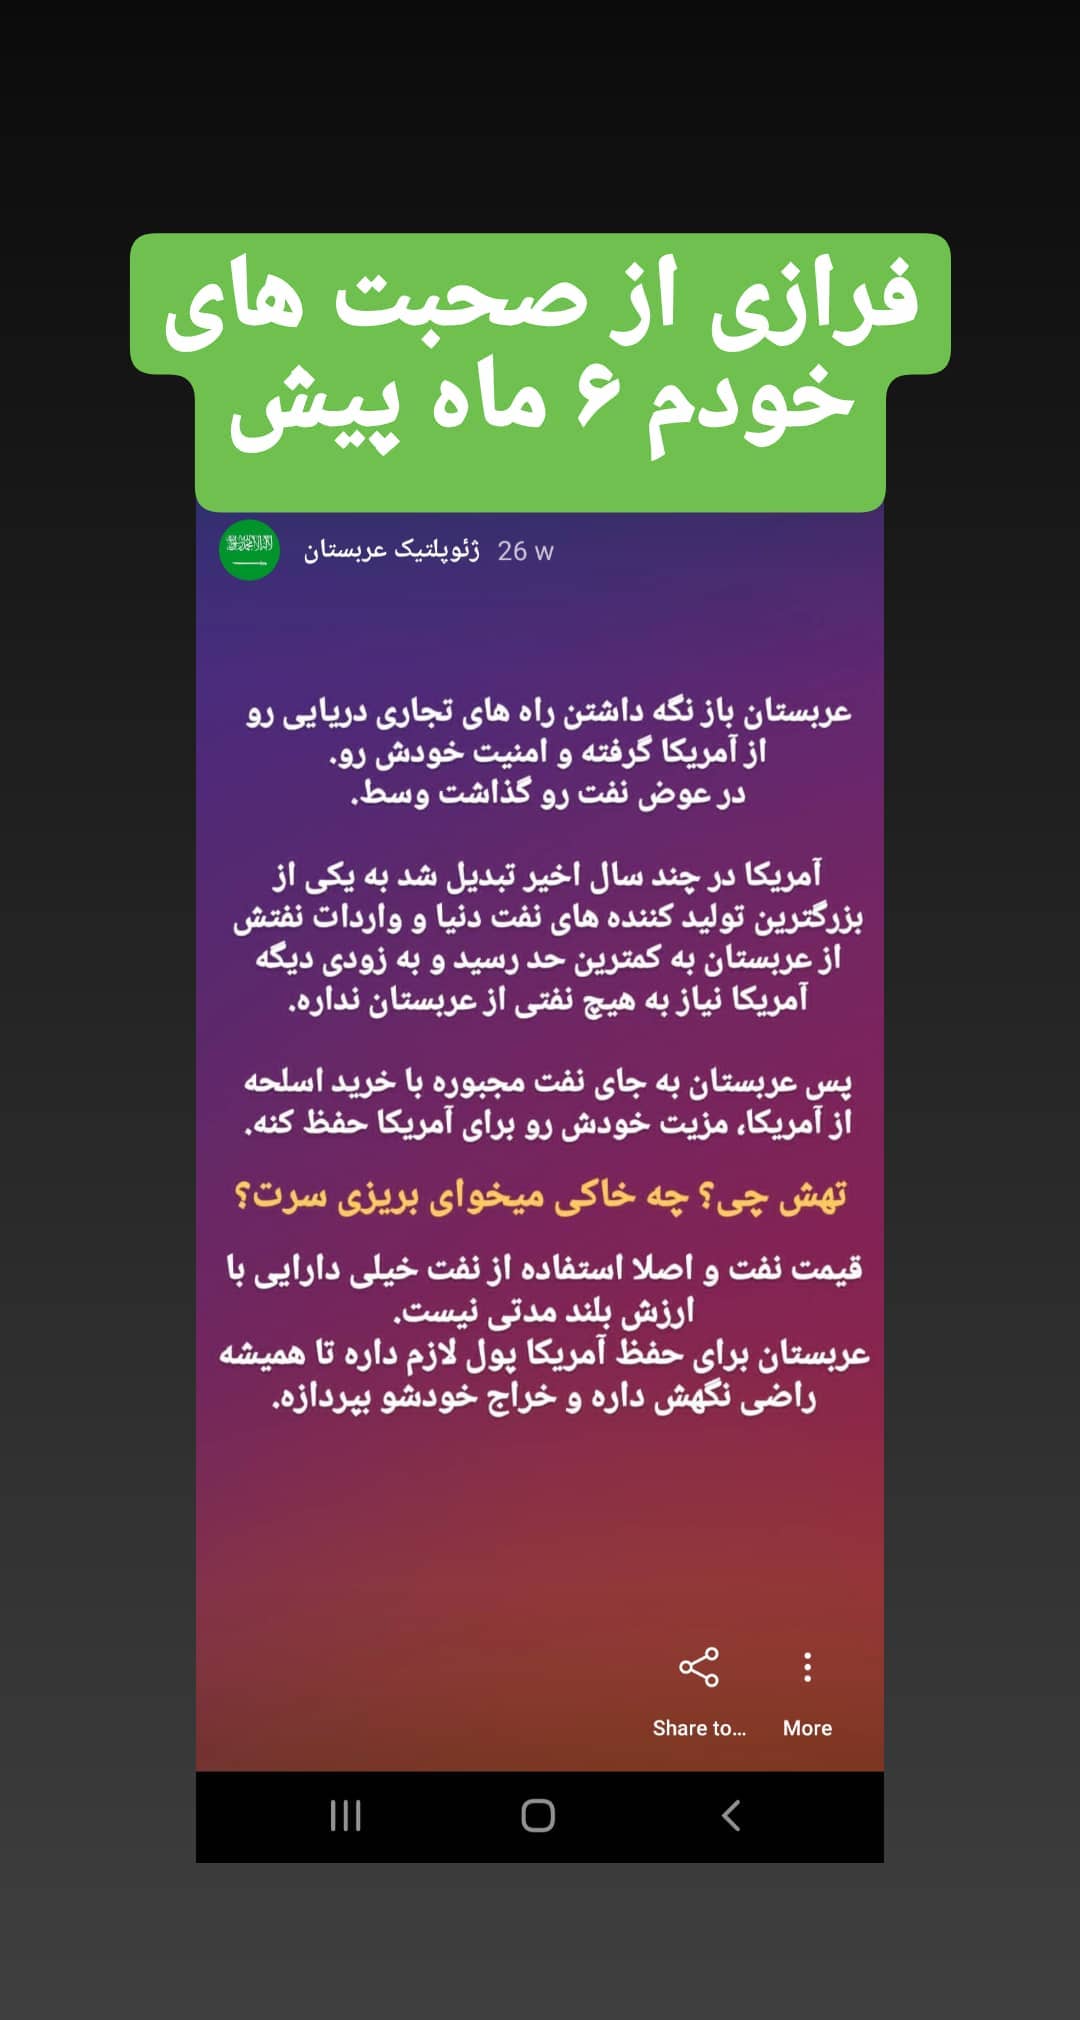 فرازی از صحبت های
خودم ۶ ماه پیش
ژئوپلتیک عربستان 26 w
عربستان باز نگه داشتن راه های تجاری دریایی رو
از آمریکا گرفته و امنیت خودش رو.
در عوض نفت رو گذاشت وسط.
آمریکا در چند سال اخیر تبدیل شد به یکی از
بزرگترین تولید کننده های نفت دنیا و واردات نفتش
از عربستان به کمترین حد رسید و به زودی دیگه
آمریکا نیاز به هیچ نفتی از عربستان نداره.
پس عربستان به جای نفت مجبوره با خرید اسلحه
از آمریکا، مزیت خودش رو برای آمریکا حفظ کنه.
تهش چی؟ چه خاکی میخوای بریزی سرت؟
قیمت نفت و اصلا استفاده از نفت خیلی دارایی با
ارزش بلند مدتی نیست.
عربستان برای حفظ آمریکا پول لازم داره تا همیشه
راضی نگهش داره و خراج خودشو بپردازه.
Share to... More